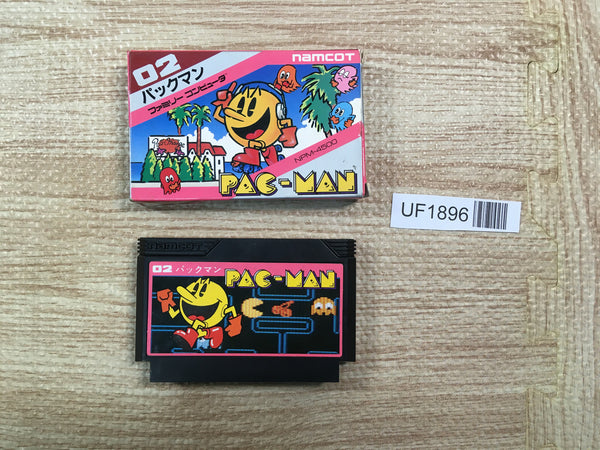 02
namcot
パックマン
ファミリーコンピュータ
NPM-4500
PAC-MAN
UF1896
namcot
02 パックマン
PAC-MAN